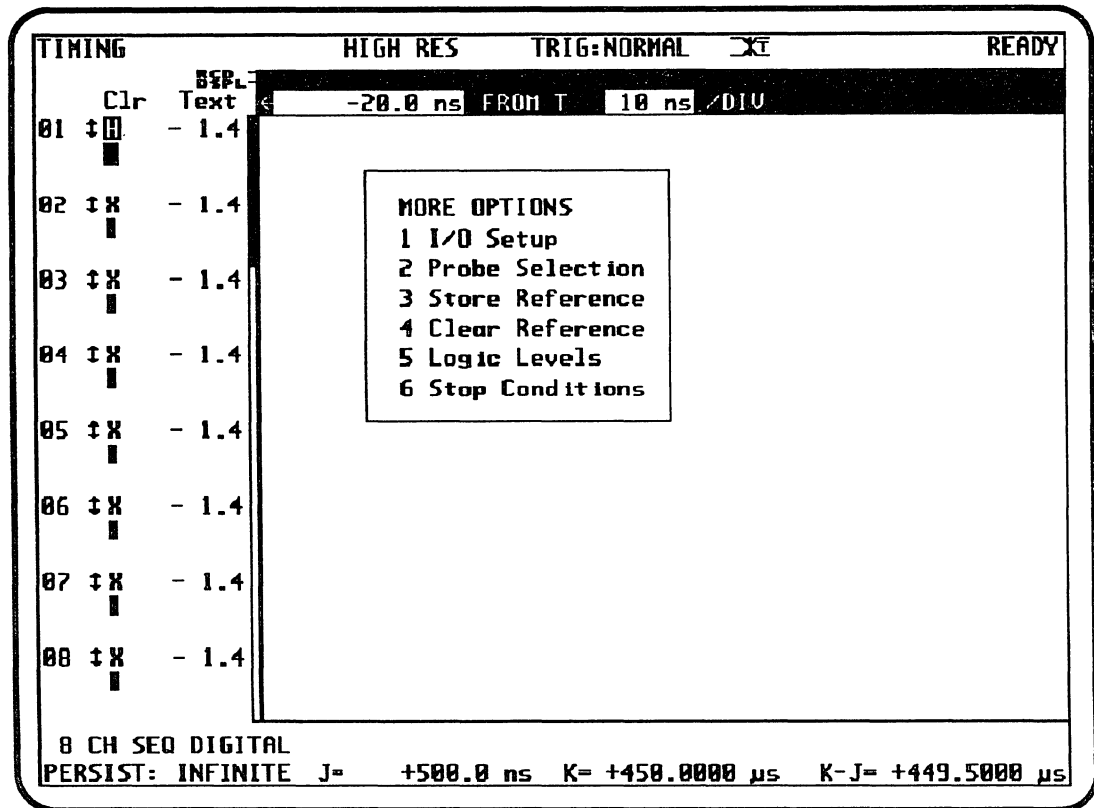 TIMING HIGH RES TRIG:NORMAL XT READY
RCD
DSPL
Clr Text < -20.0 ns FROM T 10 ns /DIV
01 ↕ H - 1.4
MORE OPTIONS
02 ↕ X - 1.4
1 I/O Setup
2 Probe Selection
03 ↕ X - 1.4
3 Store Reference
4 Clear Reference
04 ↕ X - 1.4
5 Logic Levels
6 Stop Conditions
05 ↕ X - 1.4
06 ↕ X - 1.4
07 ↕ X - 1.4
08 ↕ X - 1.4
8 CH SEQ DIGITAL
PERSIST: INFINITE J= +500.0 ns K= +450.0000 µs K-J= +449.5000 µs